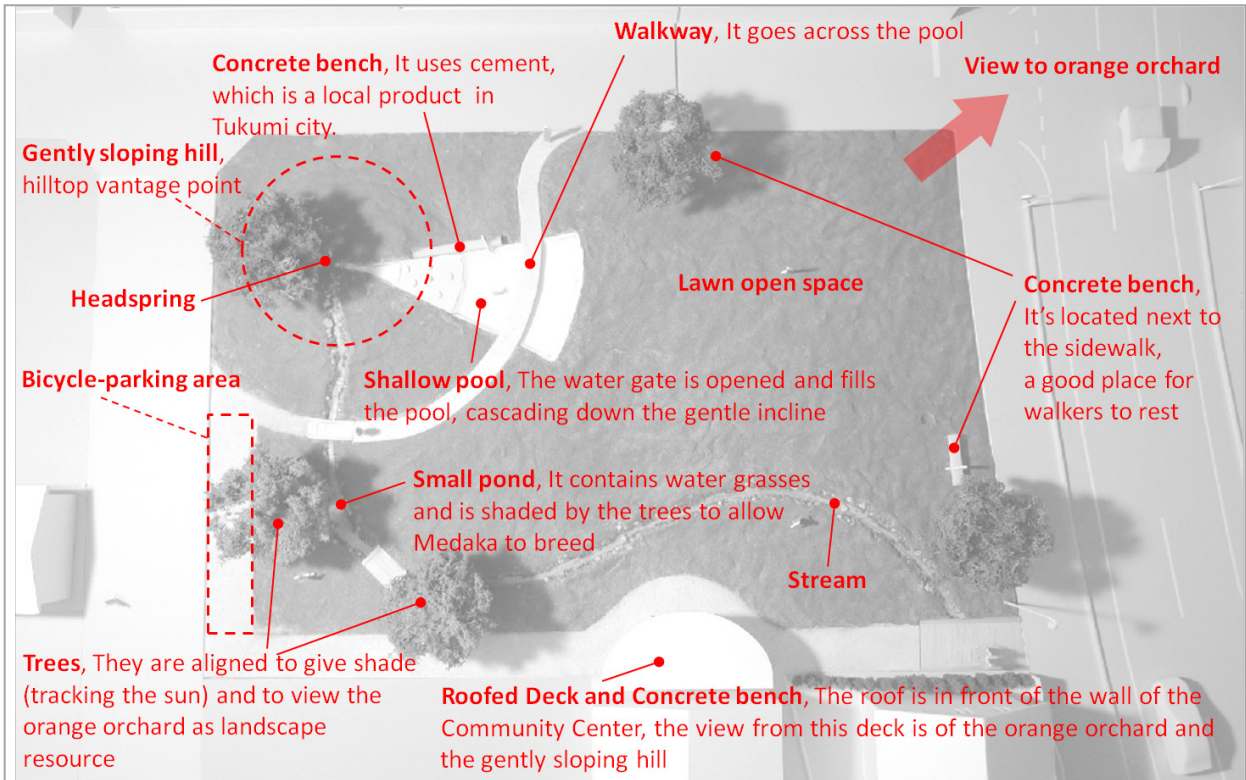 Walkway, It goes across the pool
Concrete bench, It uses cement,
which is a local product in
Tukumi city.
View to orange orchard
Gently sloping hill,
hilltop vantage point
Headspring
Lawn open space
Concrete bench,
It's located next to
the sidewalk,
a good place for
walkers to rest
Bicycle-parking area
Shallow pool, The water gate is opened and fills
the pool, cascading down the gentle incline
Small pond, It contains water grasses
and is shaded by the trees to allow
Medaka to breed
Stream
Trees, They are aligned to give shade
(tracking the sun) and to view the
orange orchard as landscape
resource
Roofed Deck and Concrete bench, The roof is in front of the wall of the
Community Center, the view from this deck is of the orange orchard and
the gently sloping hill